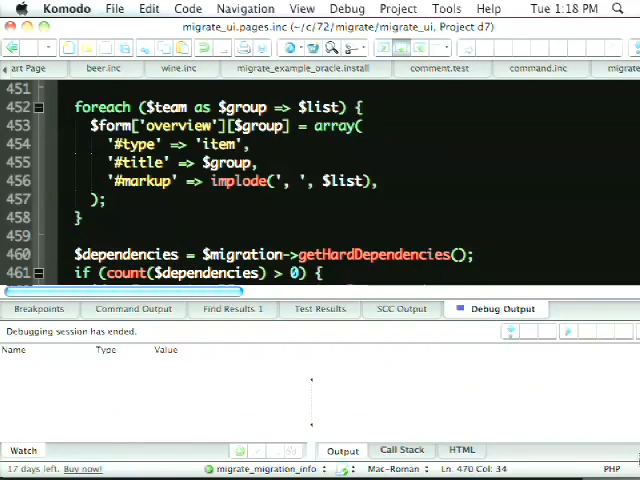 Komodo File Edit Code Navigation View Debug Project Tools Help Tue 1:18 PM
migrate_ui.pages.inc (~/c/72/migrate/migrate_ui, Project d7)
art Page beer.inc wine.inc migrate_example_oracle.install comment.test command.inc migrate
451
452 foreach ($team as $group => $list) {
453 $form['overview'][$group] = array(
454 '#type' => 'item',
455 '#title' => $group,
456 '#markup' => implode(', ', $list),
457 );
458 }
459
460 $dependencies = $migration->getHardDependencies();
461 if (count($dependencies) > 0) {
Breakpoints Command Output Find Results 1 Test Results SCC Output Debug Output
Debugging session has ended.
Name Type Value
Watch Output Call Stack HTML
17 days left. Buy now! migrate_migration_info Mac-Roman Ln: 470 Col: 34 PHP